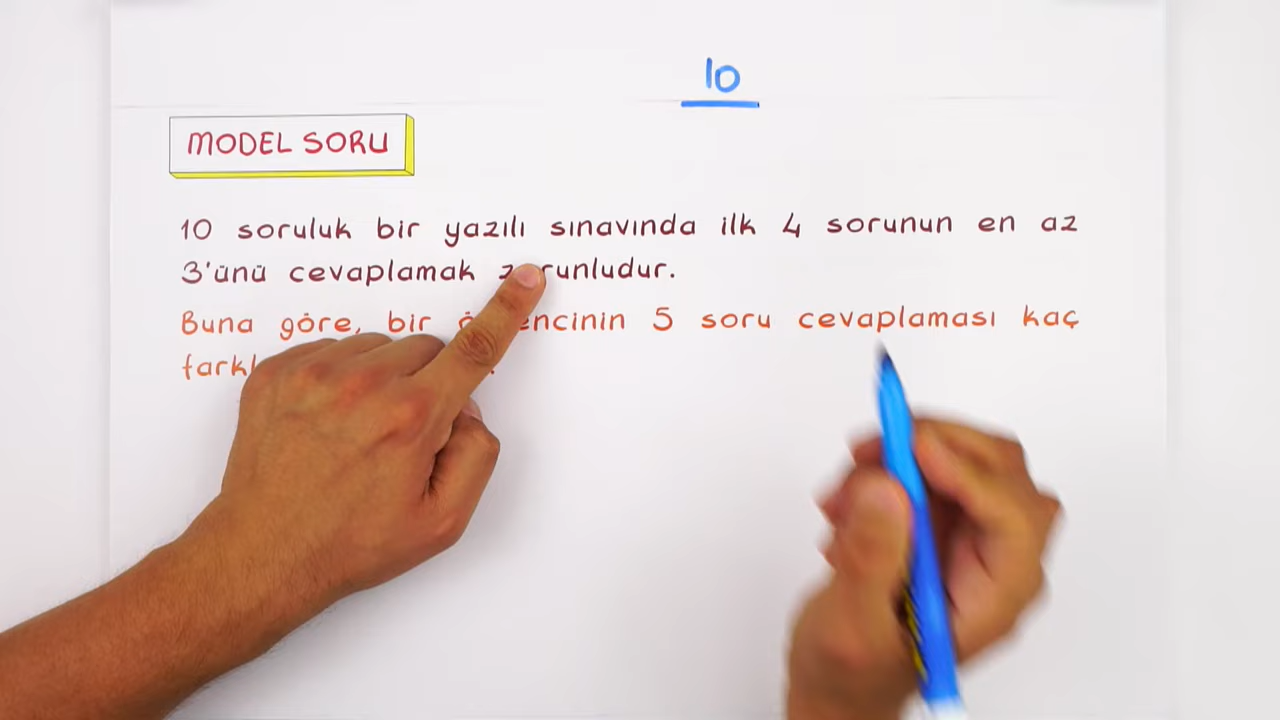 10
MODEL SORU
10 soruluk bir yazılı sınavında ilk 4 sorunun en az
3'ünü cevaplamak zorunludur.
Buna göre, bir 5 soru cevaplaması kaç